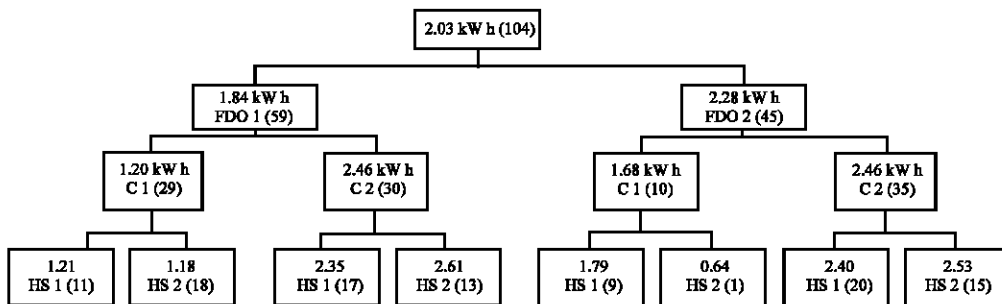 2.03 kW h (104)
1.84 kW h
FDO 1 (59)
2.28 kW h
FDO 2 (45)
1.20 kW h
C 1 (29)
2.46 kW h
C 2 (30)
1.68 kW h
C 1 (10)
2.46 kW h
C 2 (35)
1.21
HS 1 (11)
1.18
HS 2 (18)
2.35
HS 1 (17)
2.61
HS 2 (13)
1.79
HS 1 (9)
0.64
HS 2 (1)
2.40
HS 1 (20)
2.53
HS 2 (15)